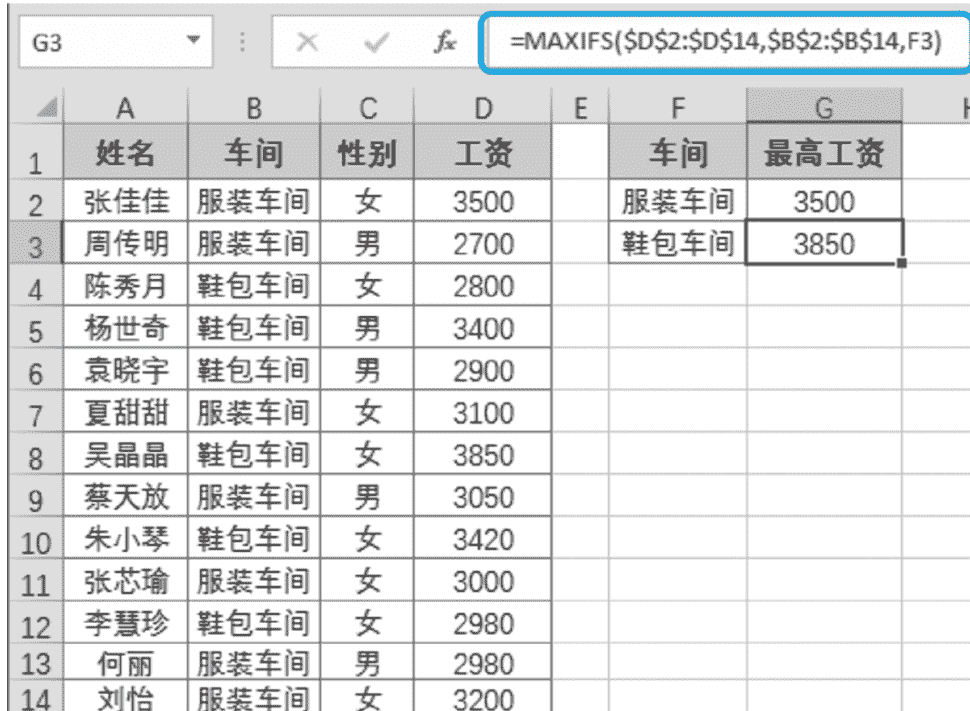 G3 fx =MAXIFS($D$2:$D$14,$B$2:$B$14,F3)
A B C D E F G H
1 姓名 车间 性别 工资 车间 最高工资
2 张佳佳 服装车间 女 3500 服装车间 3500
3 周传明 服装车间 男 2700 鞋包车间 3850
4 陈秀月 鞋包车间 女 2800
5 杨世奇 鞋包车间 男 3400
6 袁晓宇 鞋包车间 男 2900
7 夏甜甜 服装车间 女 3100
8 吴晶晶 鞋包车间 女 3850
9 蔡天放 服装车间 男 3050
10 朱小琴 鞋包车间 女 3420
11 张芯瑜 服装车间 女 3000
12 李慧珍 鞋包车间 女 2980
13 何丽 服装车间 男 2980
14 刘怡 服装车间 女 3200